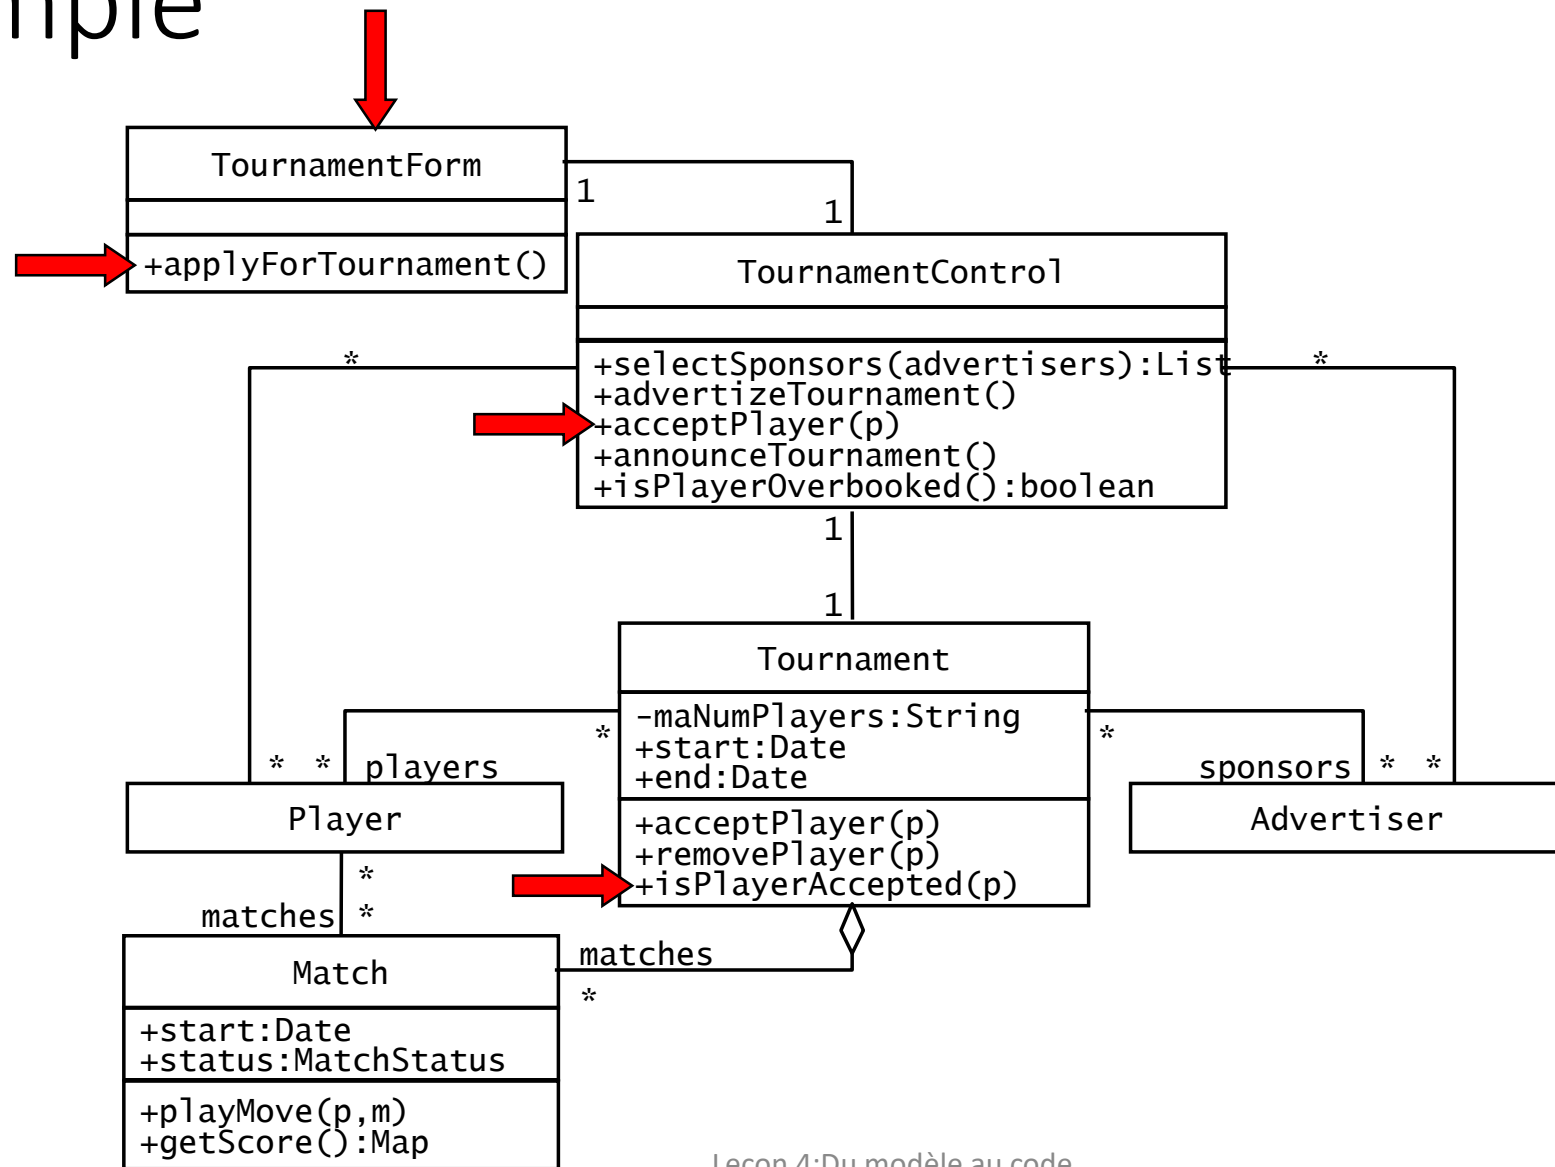 TournamentForm
1
+applyForTournament()
1
TournamentControl
*
+selectSponsors(advertisers):List
*
+advertizeTournament()
+acceptPlayer(p)
+announceTournament()
+isPlayerOverbooked():boolean
1
1
Tournament
-maNumPlayers:String
+start:Date
+end:Date
*
*
* * players
sponsors * *
Player
Advertiser
+acceptPlayer(p)
+removePlayer(p)
+isPlayerAccepted(p)
*
matches *
matches
*
Match
+start:Date
+status:MatchStatus
+playMove(p,m)
+getScore():Map
Leçon 4:Du modèle au code